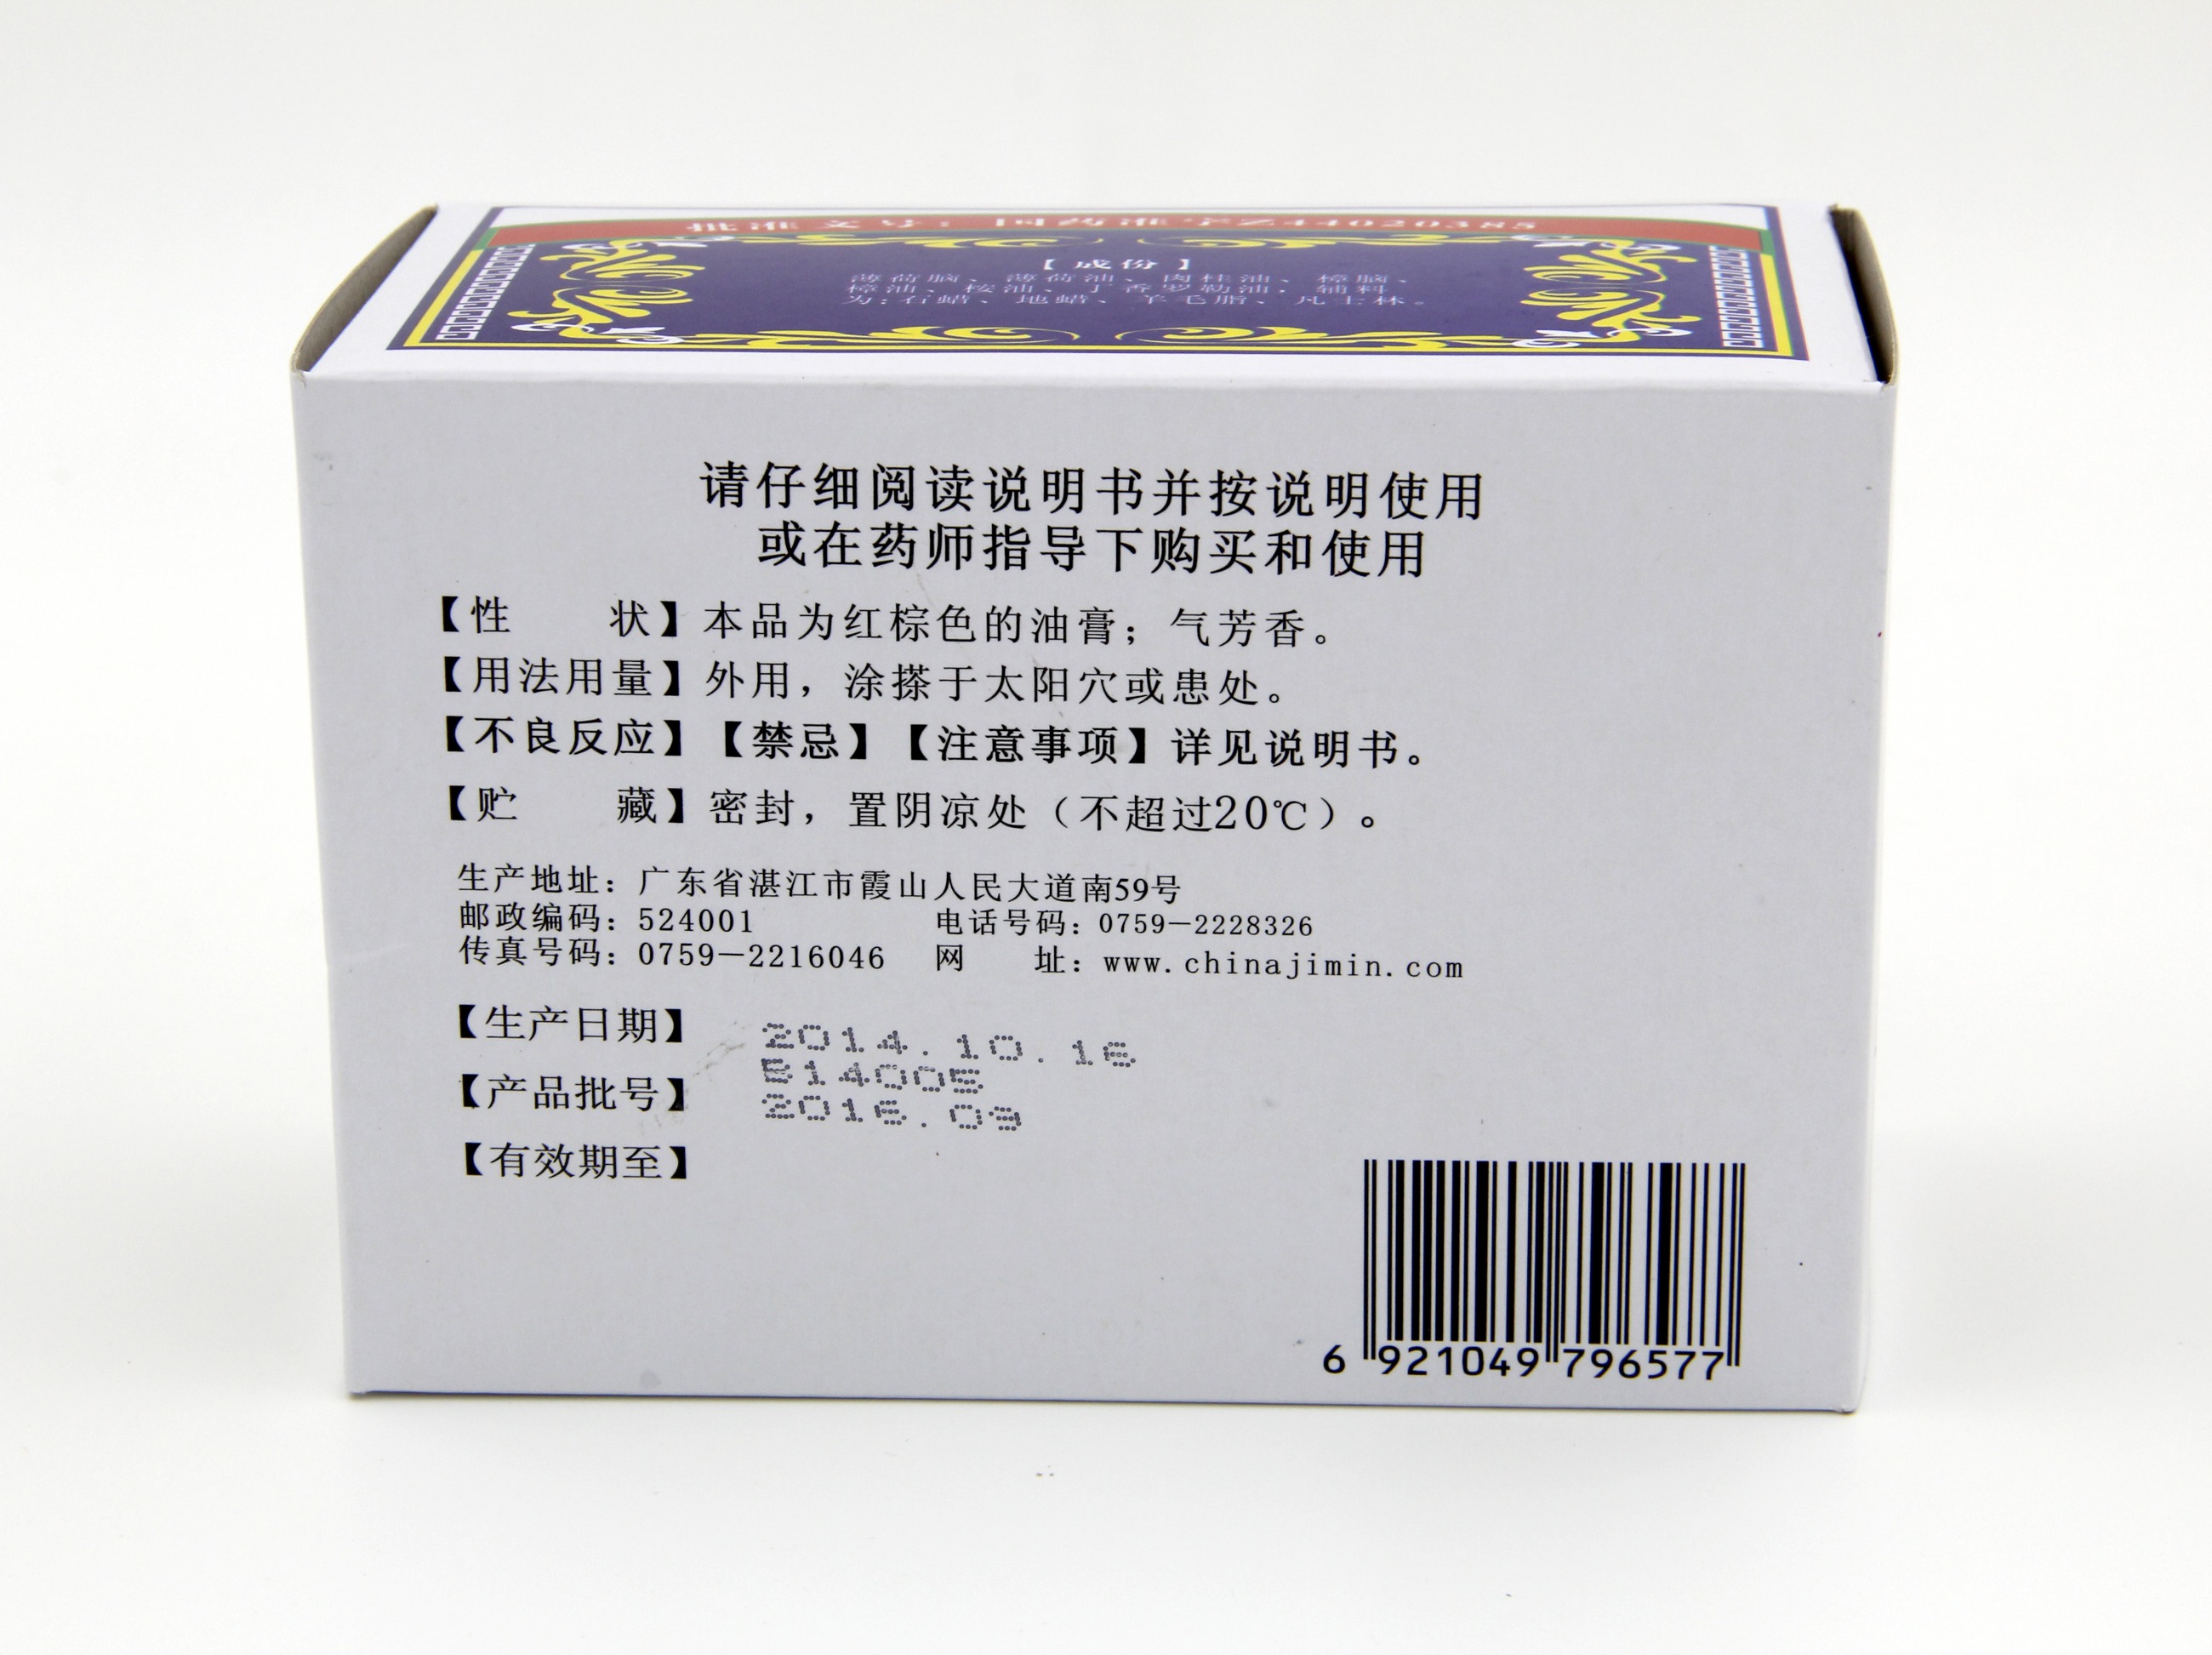 批准文号：国药准字Z44020385
【成份】
薄荷脑、薄荷油、肉桂油、樟脑、
樟油、桉油、丁香罗勒油，辅料
为：石蜡、地蜡、羊毛脂、凡士林。
请仔细阅读说明书并按说明使用
或在药师指导下购买和使用
【性 状】本品为红棕色的油膏；气芳香。
【用法用量】外用，涂搽于太阳穴或患处。
【不良反应】【禁忌】【注意事项】详见说明书。
【贮 藏】密封，置阴凉处（不超过20℃）。
生产地址：广东省湛江市霞山人民大道南59号
邮政编码：524001 电话号码：0759—2228326
传真号码：0759—2216046 网 址：www.chinajimin.com
【生产日期】 2014.10.16
【产品批号】 E14005
【有效期至】 2016.09
6 921049 796577